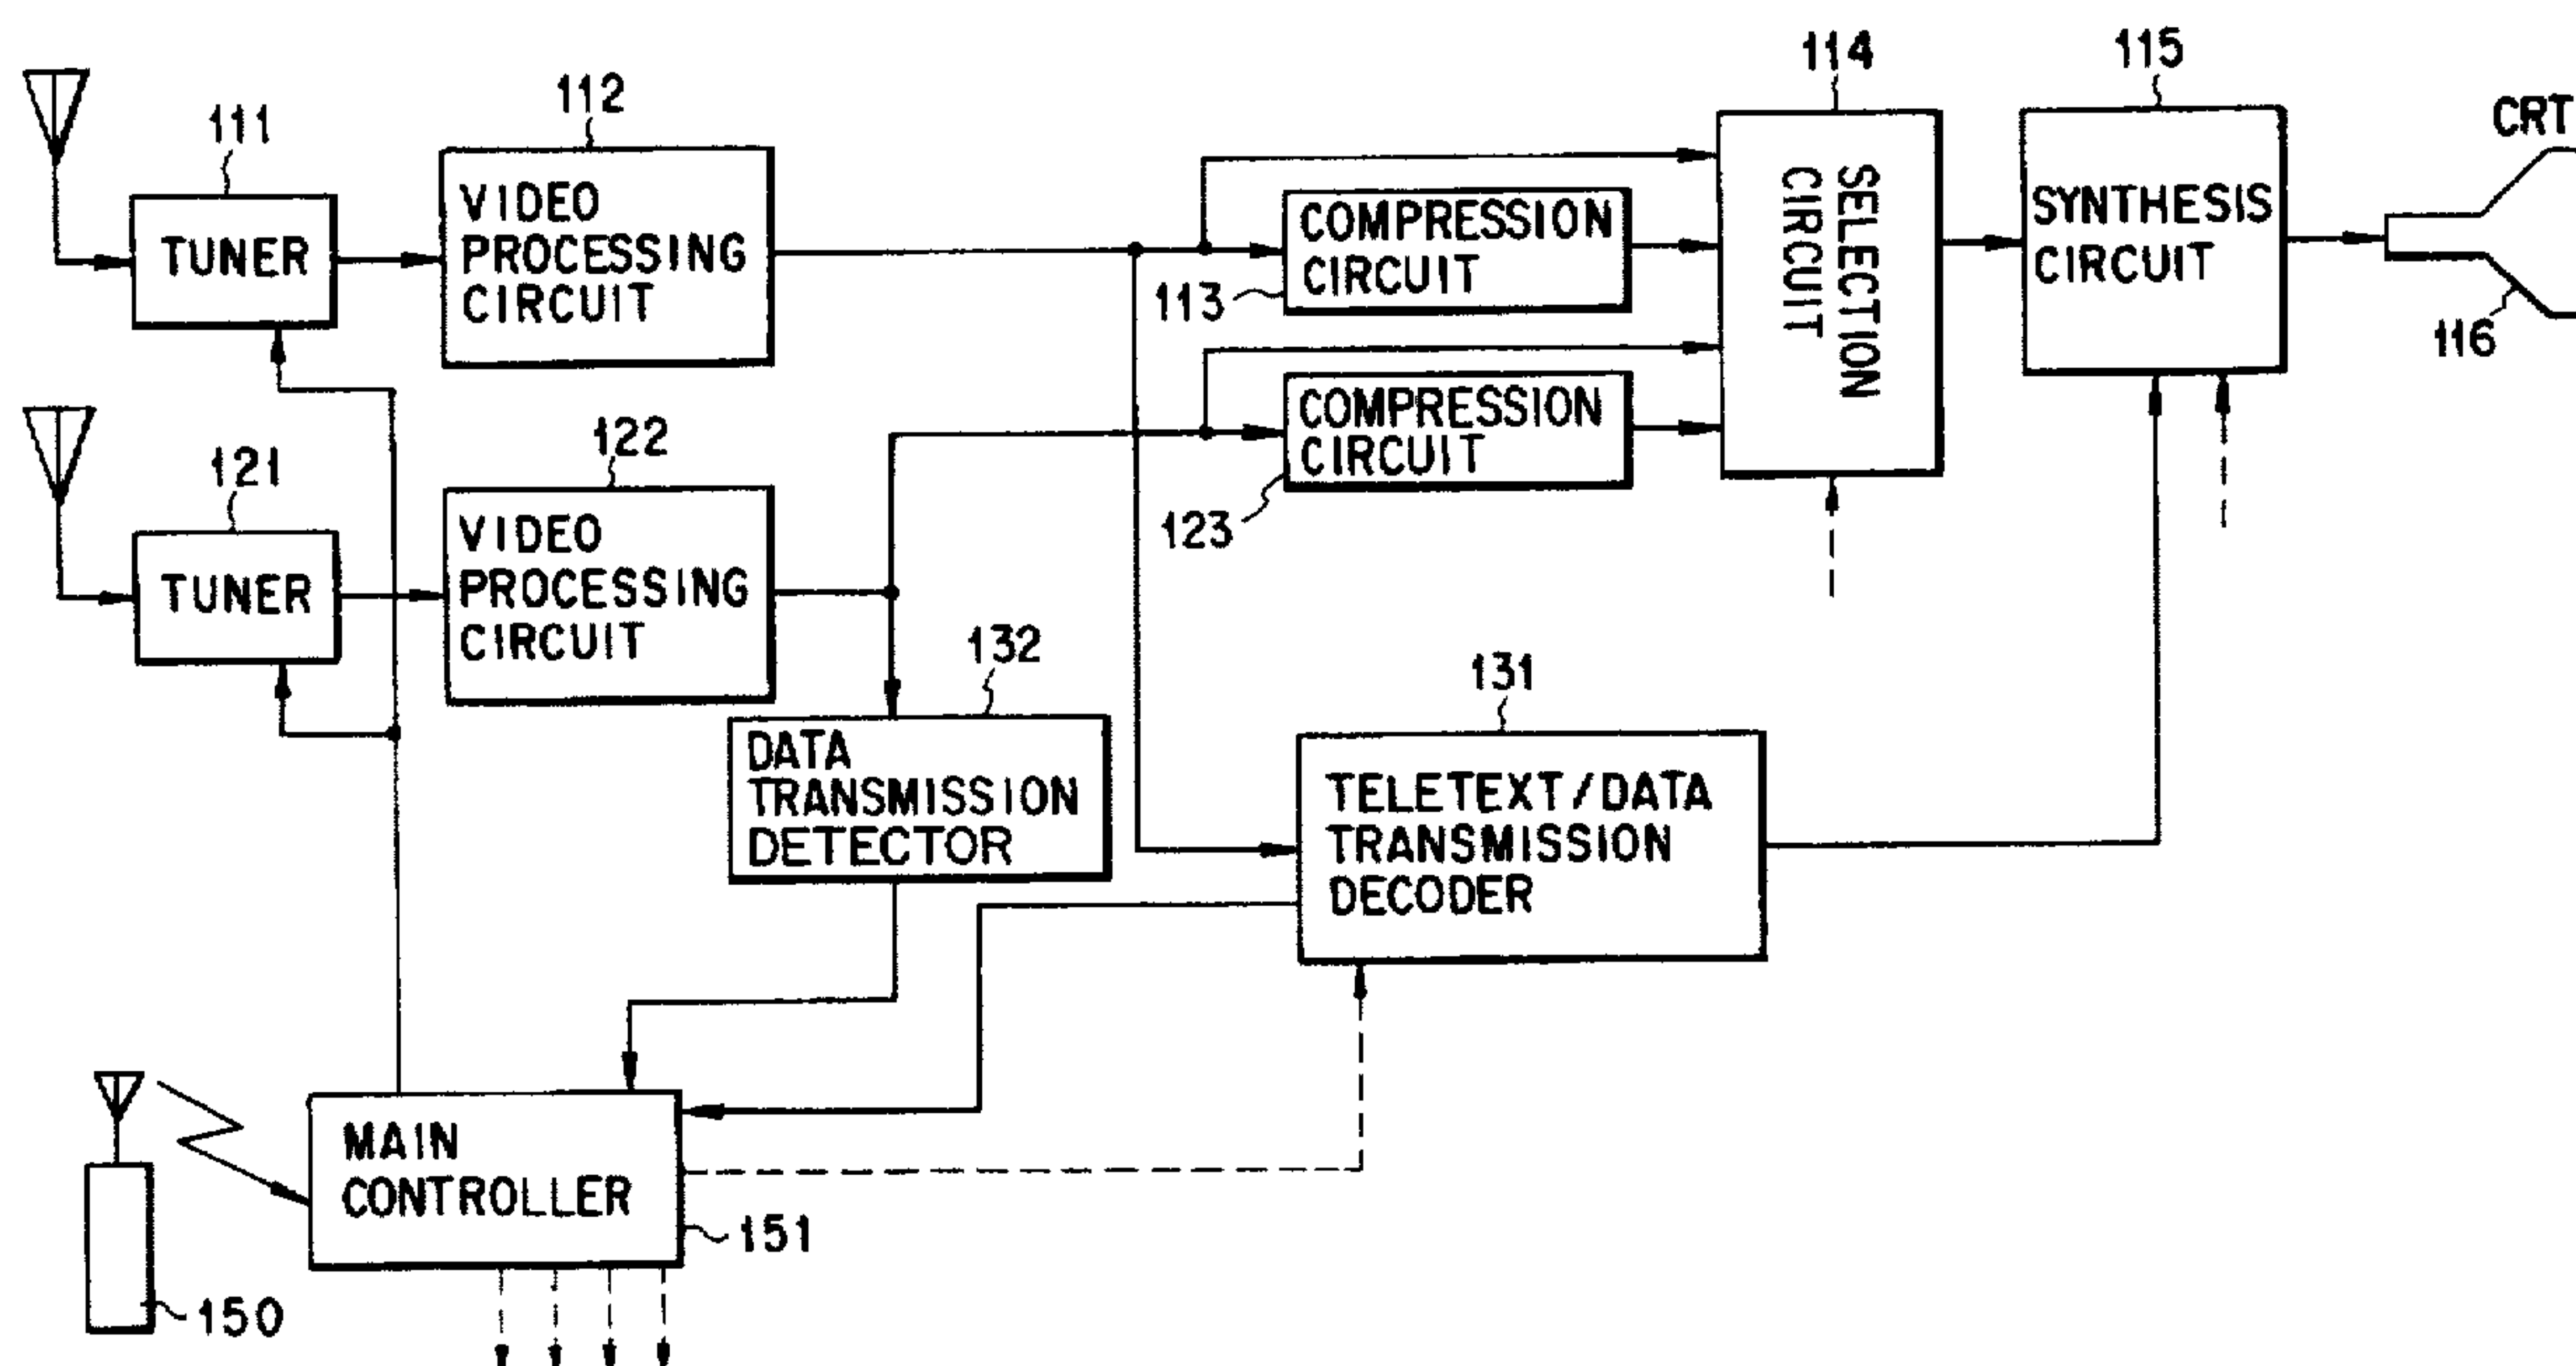 114
115
112
CRT
111
VIDEO
PROCESSING
CIRCUIT
TUNER
COMPRESSION
CIRCUIT
113
SELECTION
CIRCUIT
SYNTHESIS
CIRCUIT
116
122
121
COMPRESSION
CIRCUIT
123
VIDEO
PROCESSING
CIRCUIT
TUNER
132
131
DATA
TRANSMISSION
DETECTOR
TELETEXT/DATA
TRANSMISSION
DECODER
MAIN
CONTROLLER
151
150